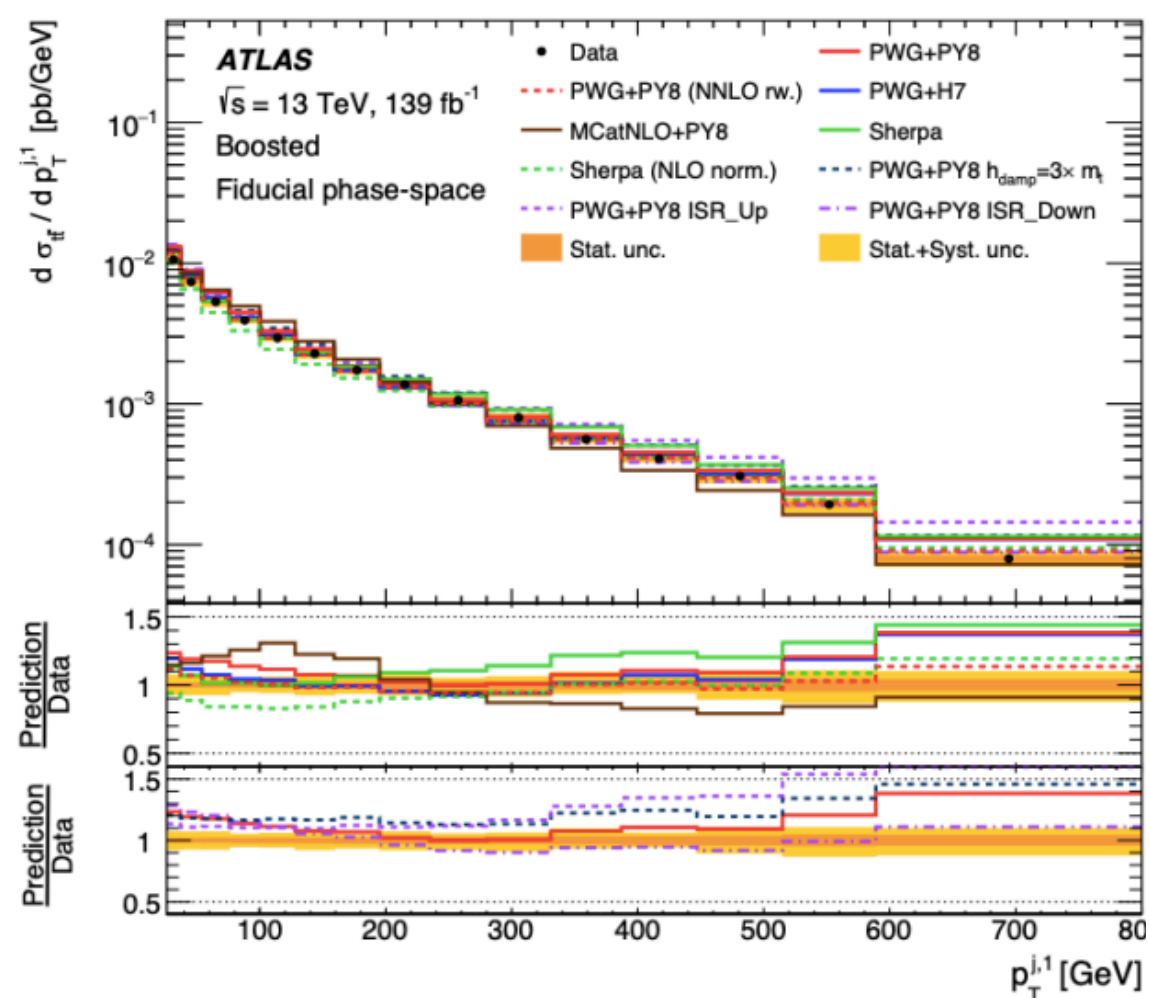 ATLAS
√s = 13 TeV, 139 fb⁻¹
Boosted
Fiducial phase-space
Data
PWG+PY8
PWG+PY8 (NNLO rw.)
PWG+H7
MCatNLO+PY8
Sherpa
Sherpa (NLO norm.)
PWG+PY8 h_damp=3× m_t
PWG+PY8 ISR_Up
PWG+PY8 ISR_Down
Stat. unc.
Stat.+Syst. unc.
d σ_tt̄ / d p_T^{j,1} [pb/GeV]
10⁻¹
10⁻²
10⁻³
10⁻⁴
Prediction
Data
1.5
1
0.5
Prediction
Data
1.5
1
0.5
100 200 300 400 500 600 700 80
p_T^{j,1} [GeV]